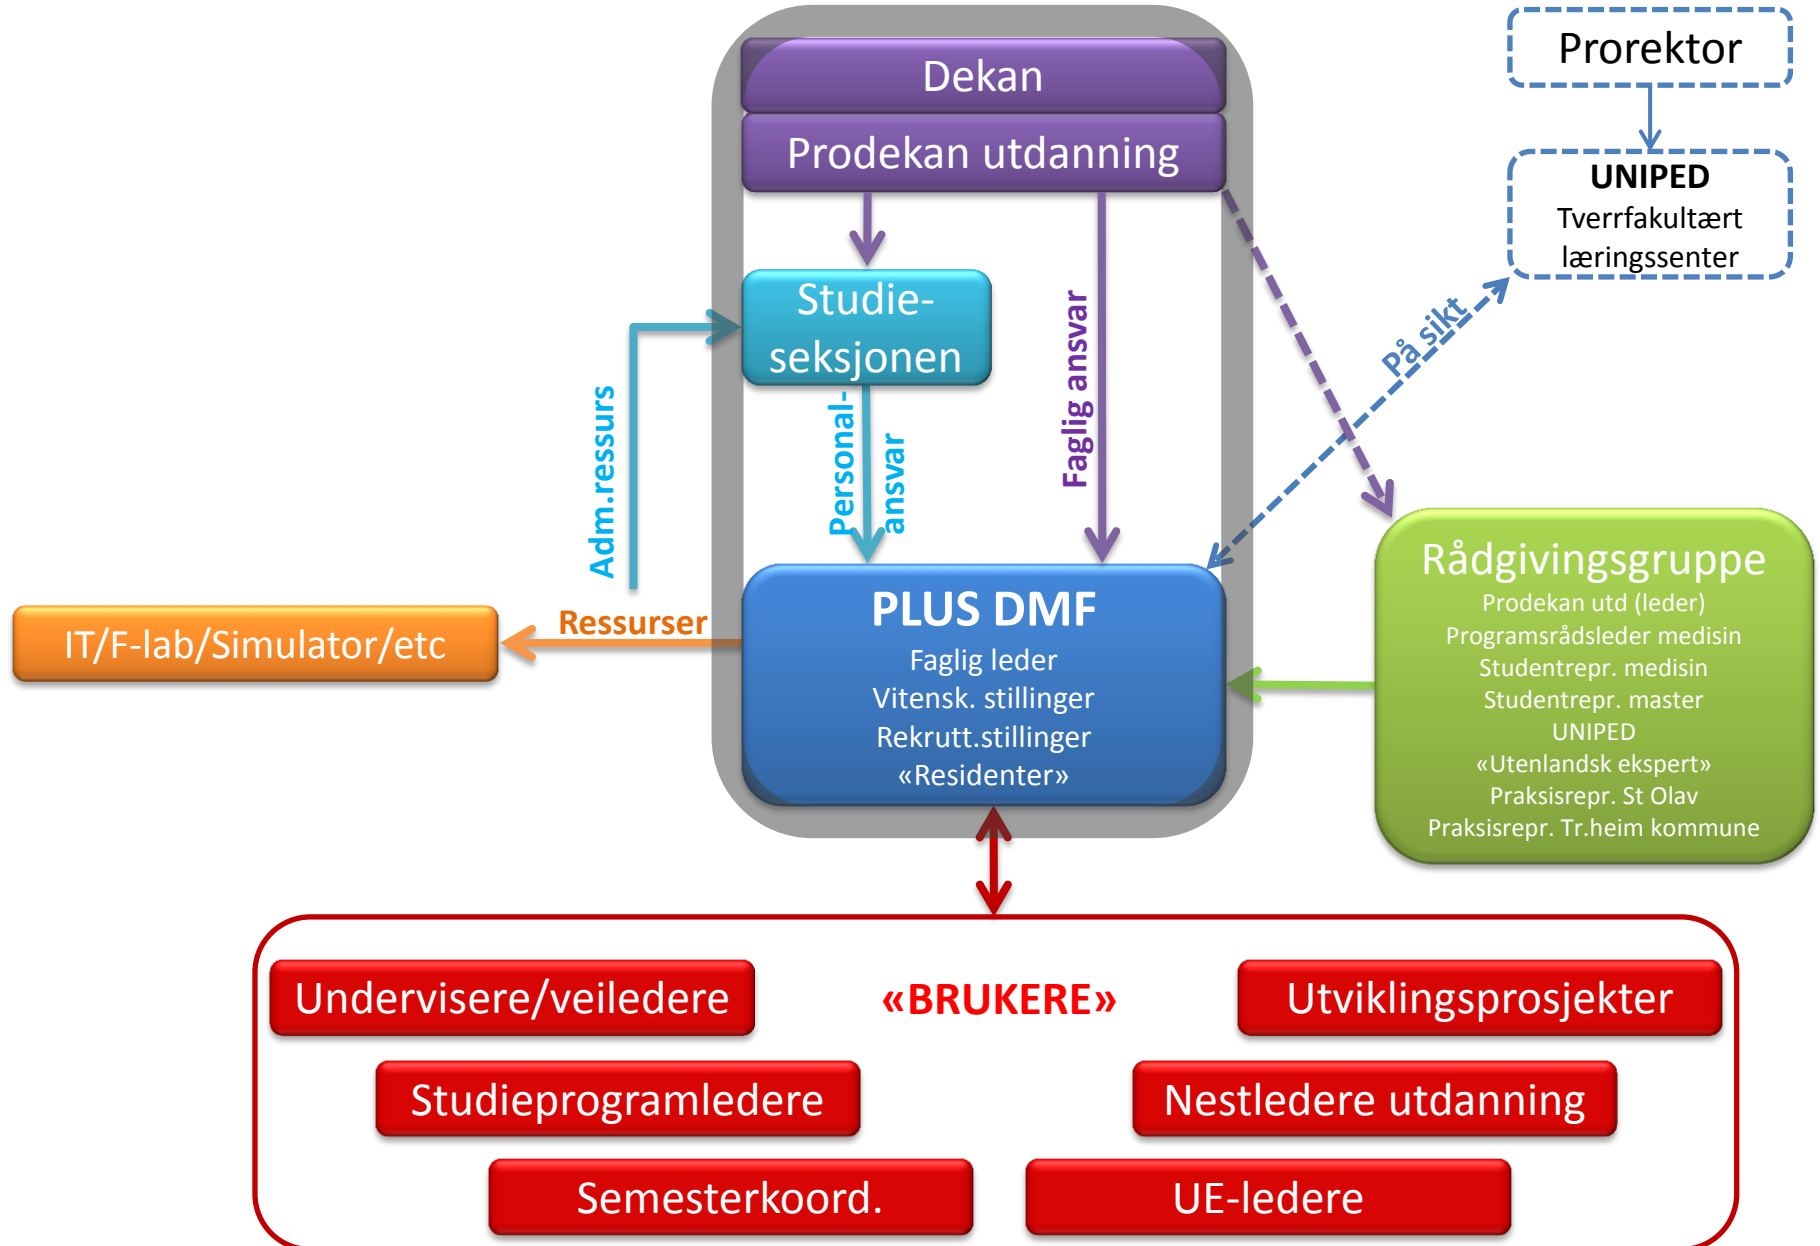 Dekan
Prodekan utdanning
Prorektor
UNIPED
Tverrfakultært
læringssenter
Studie-
seksjonen
På sikt
Faglig ansvar
Personal-
ansvar
Adm.ressurs
Ressurser
IT/F-lab/Simulator/etc
PLUS DMF
Faglig leder
Vitensk. stillinger
Rekrutt.stillinger
«Residenter»
Rådgivingsgruppe
Prodekan utd (leder)
Programsrådsleder medisin
Studentrepr. medisin
Studentrepr. master
UNIPED
«Utenlandsk ekspert»
Praksisrepr. St Olav
Praksisrepr. Tr.heim kommune
Undervisere/veiledere
«BRUKERE»
Utviklingsprosjekter
Studieprogramledere
Nestledere utdanning
Semesterkoord.
UE-ledere